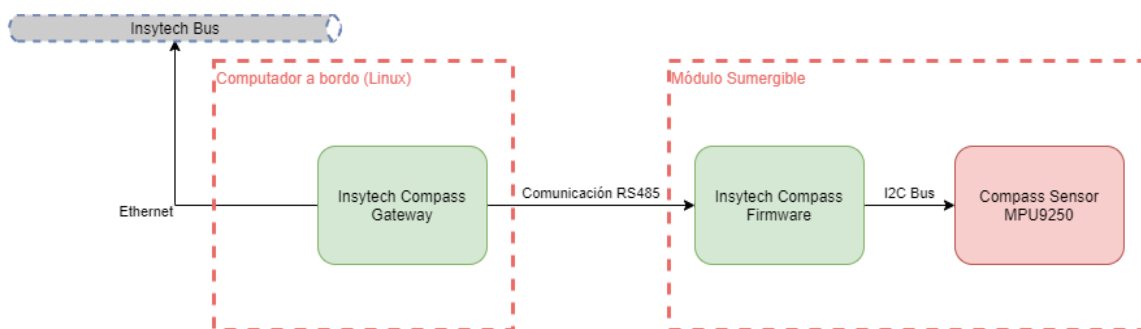 Insytech Bus
Computador a bordo (Linux)
Módulo Sumergible
Insytech Compass
Gateway
Comunicación RS485
Insytech Compass
Firmware
I2C Bus
Compass Sensor
MPU9250
Ethernet